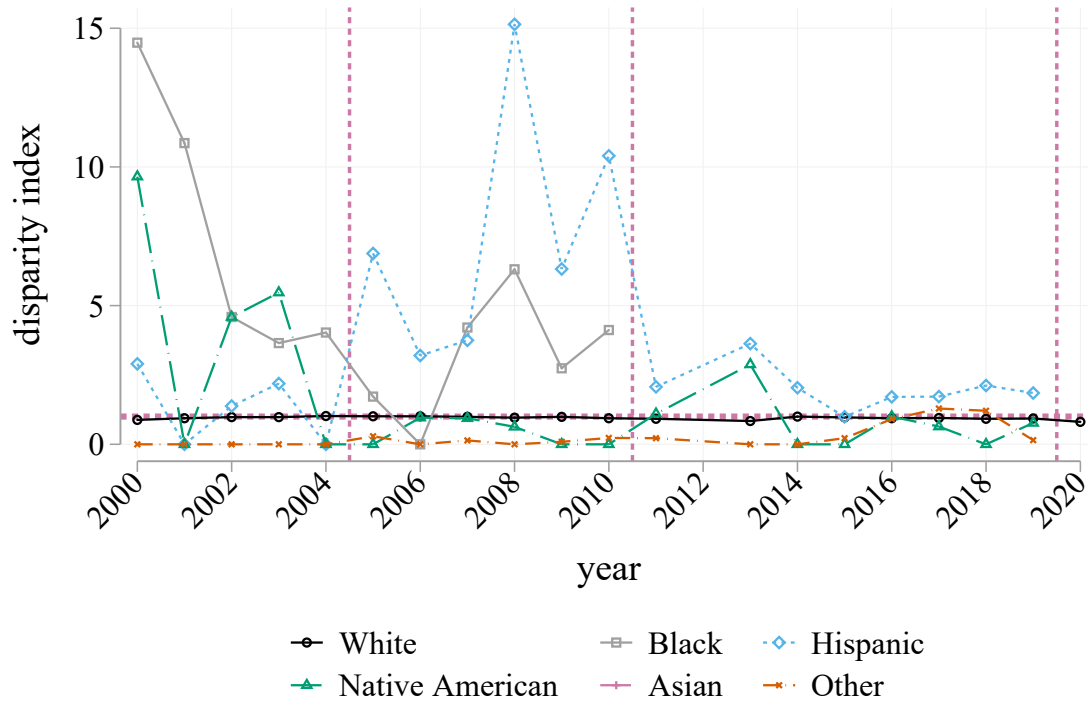 15
10
5
0
disparity index
2000 2002 2004 2006 2008 2010 2012 2014 2016 2018 2020
year
White Black Hispanic
Native American Asian Other